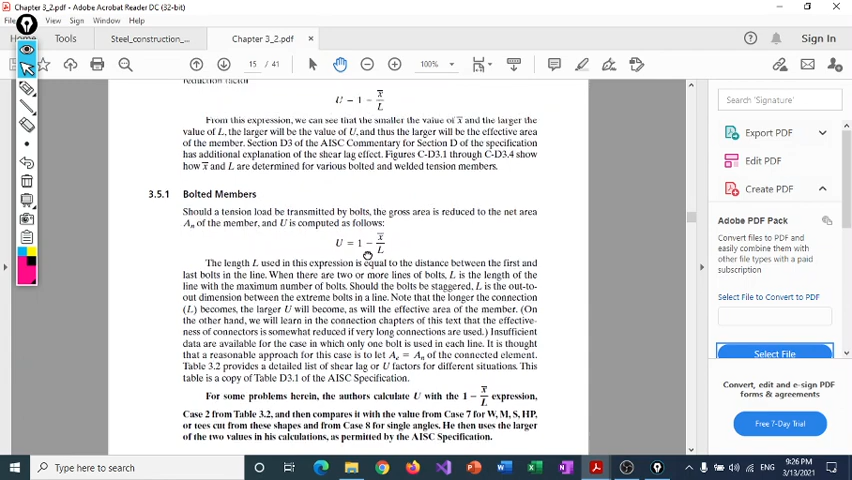 Chapter 3_2.pdf - Adobe Acrobat Reader DC (32-bit)
View Sign Window Help
Tools
Steel_construction_...
Chapter 3_2.pdf
×
Sign In
15 / 41
100%
reduction factor
U = 1 − x̅/L
From this expression, we can see that the smaller the value of x̅ and the larger the
value of L, the larger will be the value of U, and thus the larger will be the effective area
of the member. Section D3 of the AISC Commentary for Section D of the specification
has additional explanation of the shear lag effect. Figures C-D3.1 through C-D3.4 show
how x̅ and L are determined for various bolted and welded tension members.
3.5.1 Bolted Members
Should a tension load be transmitted by bolts, the gross area is reduced to the net area
Aₙ of the member, and U is computed as follows:
U = 1 − x̅/L
The length L used in this expression is equal to the distance between the first and
last bolts in the line. When there are two or more lines of bolts, L is the length of the
line with the maximum number of bolts. Should the bolts be staggered, L is the out-to-
out dimension between the extreme bolts in a line. Note that the longer the connection
(L) becomes, the larger U will become, as will the effective area of the member. (On
the other hand, we will learn in the connection chapters of this text that the effective-
ness of connectors is somewhat reduced if very long connections are used.) Insufficient
data are available for the case in which only one bolt is used in each line. It is thought
that a reasonable approach for this case is to let Aₑ = Aₙ of the connected element.
Table 3.2 provides a detailed list of shear lag or U factors for different situations. This
table is a copy of Table D3.1 of the AISC Specification.
For some problems herein, the authors calculate U with the 1 − x̅/L expression,
Case 2 from Table 3.2, and then compares it with the value from Case 7 for W, M, S, HP,
or tees cut from these shapes and from Case 8 for single angles. He then uses the larger
of the two values in his calculations, as permitted by the AISC Specification.
Search 'Signature'
Export PDF
Edit PDF
Create PDF
Adobe PDF Pack
Convert files to PDF and easily
combine them with other file
types with a paid subscription
Select File to Convert to PDF
Select File
Convert, edit and e-sign PDF
forms & agreements
Free 7-Day Trial
Type here to search
ENG
9:26 PM
3/13/2021